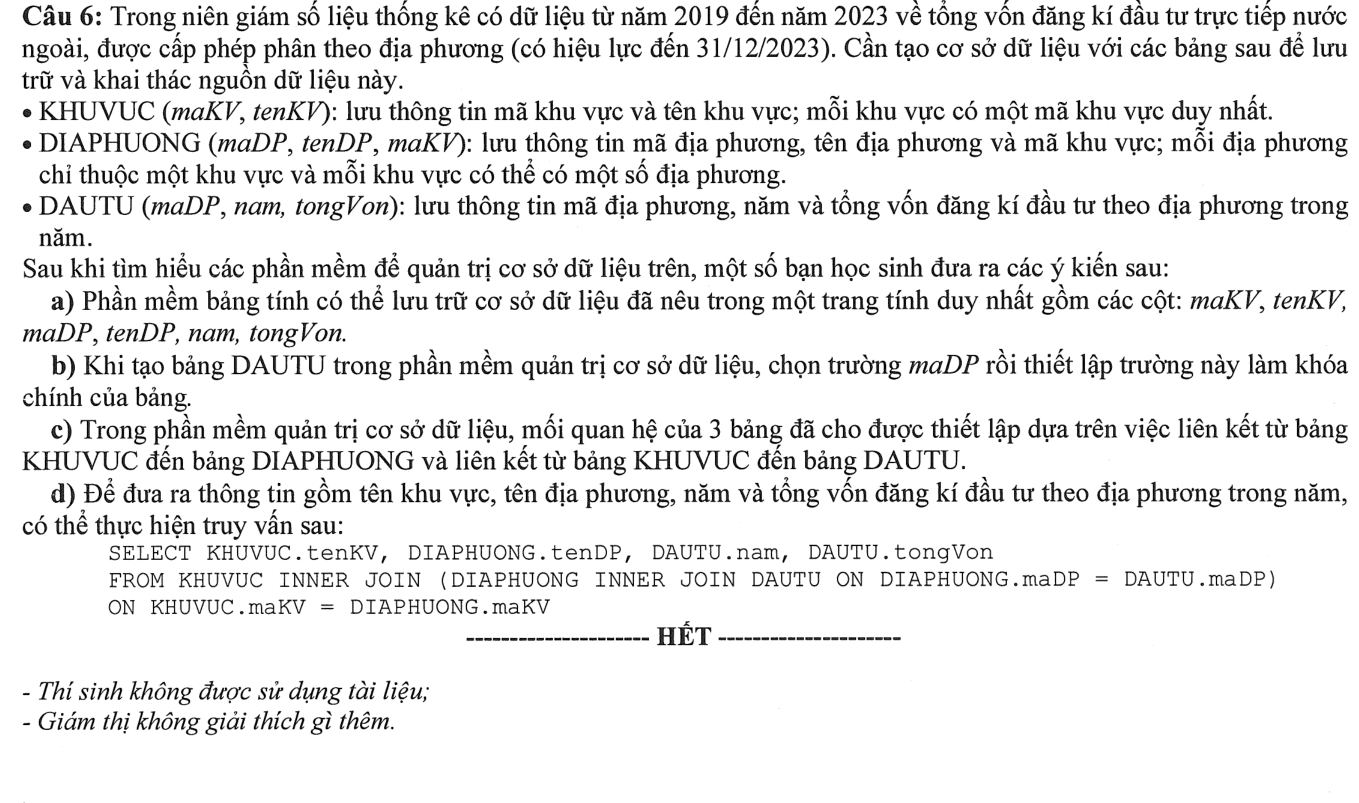 Câu 6: Trong niên giám số liệu thống kê có dữ liệu từ năm 2019 đến năm 2023 về tổng vốn đăng kí đầu tư trực tiếp nước
ngoài, được cấp phép phân theo địa phương (có hiệu lực đến 31/12/2023). Cần tạo cơ sở dữ liệu với các bảng sau để lưu
trữ và khai thác nguồn dữ liệu này.
• KHUVUC (maKV, tenKV): lưu thông tin mã khu vực và tên khu vực; mỗi khu vực có một mã khu vực duy nhất.
• DIAPHUONG (maDP, tenDP, maKV): lưu thông tin mã địa phương, tên địa phương và mã khu vực; mỗi địa phương
chỉ thuộc một khu vực và mỗi khu vực có thể có một số địa phương.
• DAUTU (maDP, nam, tongVon): lưu thông tin mã địa phương, năm và tổng vốn đăng kí đầu tư theo địa phương trong
năm.
Sau khi tìm hiểu các phần mềm để quản trị cơ sở dữ liệu trên, một số bạn học sinh đưa ra các ý kiến sau:
a) Phần mềm bảng tính có thể lưu trữ cơ sở dữ liệu đã nêu trong một trang tính duy nhất gồm các cột: maKV, tenKV,
maDP, tenDP, nam, tongVon.
b) Khi tạo bảng DAUTU trong phần mềm quản trị cơ sở dữ liệu, chọn trường maDP rồi thiết lập trường này làm khóa
chính của bảng.
c) Trong phần mềm quản trị cơ sở dữ liệu, mối quan hệ của 3 bảng đã cho được thiết lập dựa trên việc liên kết từ bảng
KHUVUC đến bảng DIAPHUONG và liên kết từ bảng KHUVUC đến bảng DAUTU.
d) Để đưa ra thông tin gồm tên khu vực, tên địa phương, năm và tổng vốn đăng kí đầu tư theo địa phương trong năm,
có thể thực hiện truy vấn sau:
SELECT KHUVUC.tenKV, DIAPHUONG.tenDP, DAUTU.nam, DAUTU.tongVon
FROM KHUVUC INNER JOIN (DIAPHUONG INNER JOIN DAUTU ON DIAPHUONG.maDP = DAUTU.maDP)
ON KHUVUC.maKV = DIAPHUONG.maKV
--------------------- HẾT ---------------------
- Thí sinh không được sử dụng tài liệu;
- Giám thị không giải thích gì thêm.